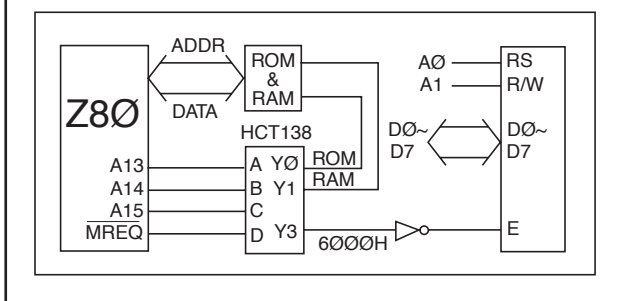 ADDR
DATA
Z8Ø
ROM
&
RAM
HCT138
A13
A14
A15
MREQ
A YØ
B Y1
C
D Y3
ROM
RAM
6ØØØH
AØ
A1
RS
R/W
DØ~
D7
DØ~
D7
E